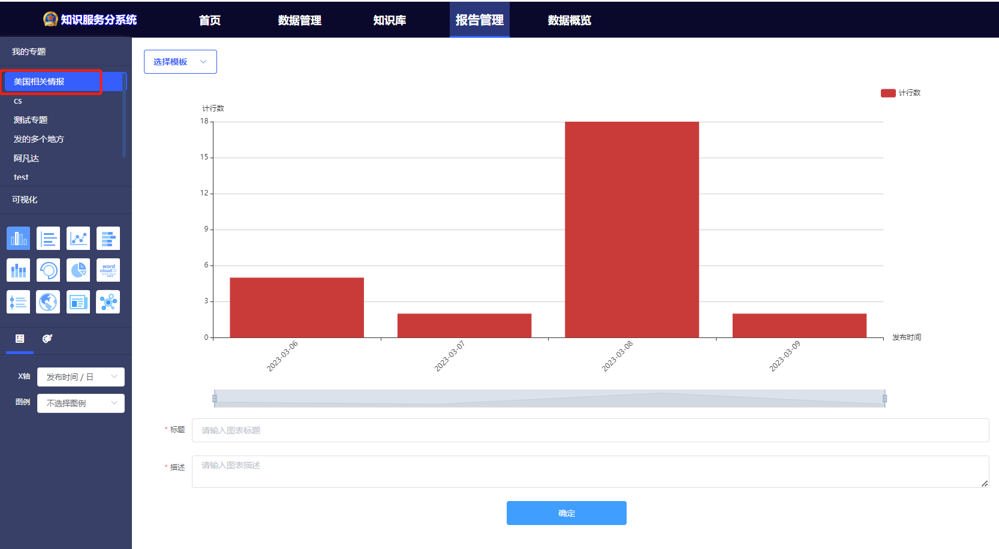 知识服务分系统
首页
数据管理
知识库
报告管理
数据概览
我的专题
美国相关情报
cs
测试专题
发的多个地方
阿凡达
test
可视化
word
cloud
X轴
发布时间 / 日
图例
不选择图例
选择模板
计行数
计行数
18
15
12
9
6
3
0
2023-03-06
2023-03-07
2023-03-08
2023-03-09
发布时间
* 标题
请输入图表标题
* 描述
请输入图表描述
确定